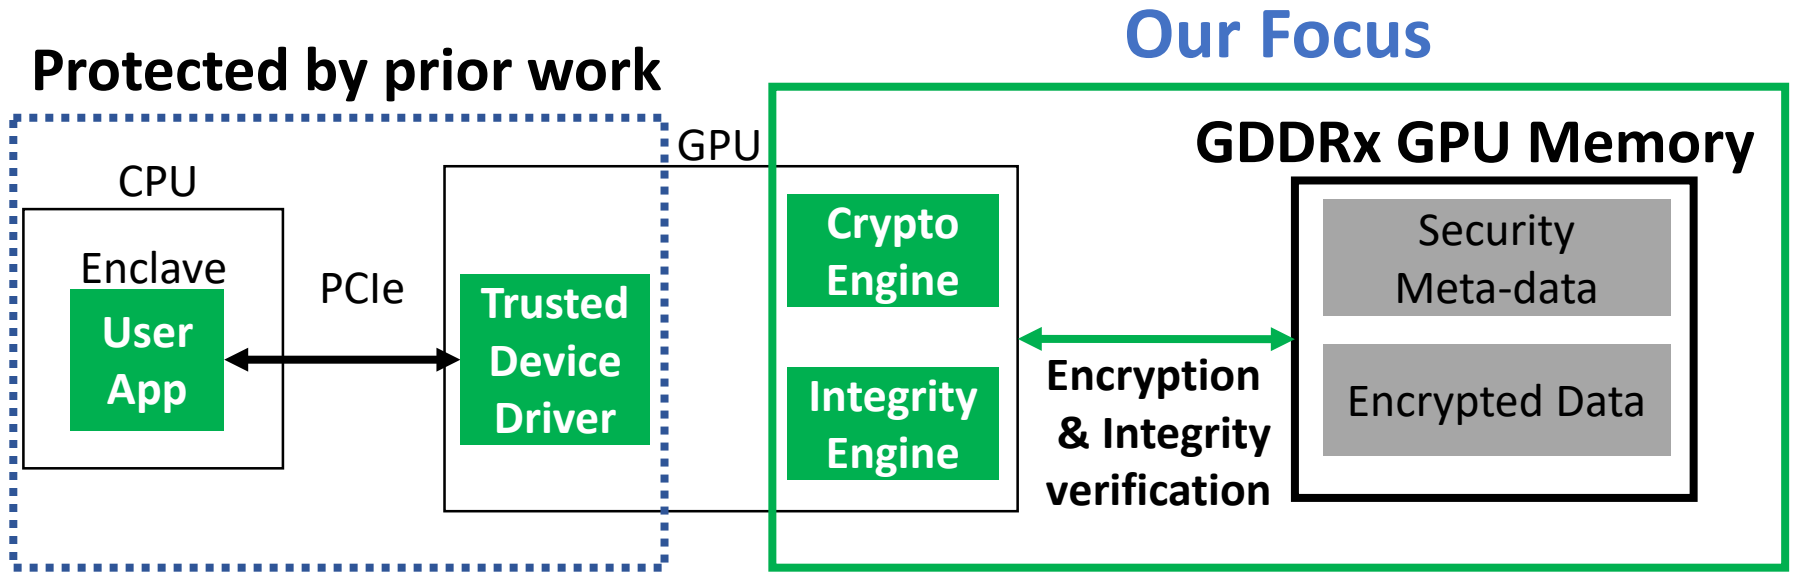 Our Focus
Protected by prior work
GPU
GDDRx GPU Memory
CPU
Enclave
User
App
PCIe
Trusted
Device
Driver
Crypto
Engine
Integrity
Engine
Encryption
& Integrity
verification
Security
Meta-data
Encrypted Data